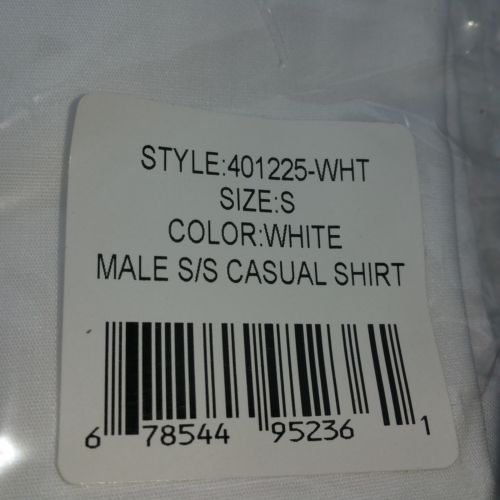 STYLE:401225-WHT
SIZE:S
COLOR:WHITE
MALE S/S CASUAL SHIRT
6 78544 95236 1